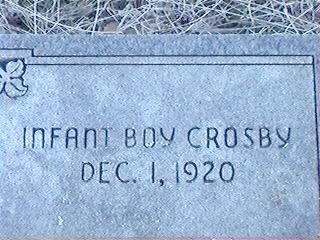 INFANT BOY CROSBY
DEC. 1, 1920